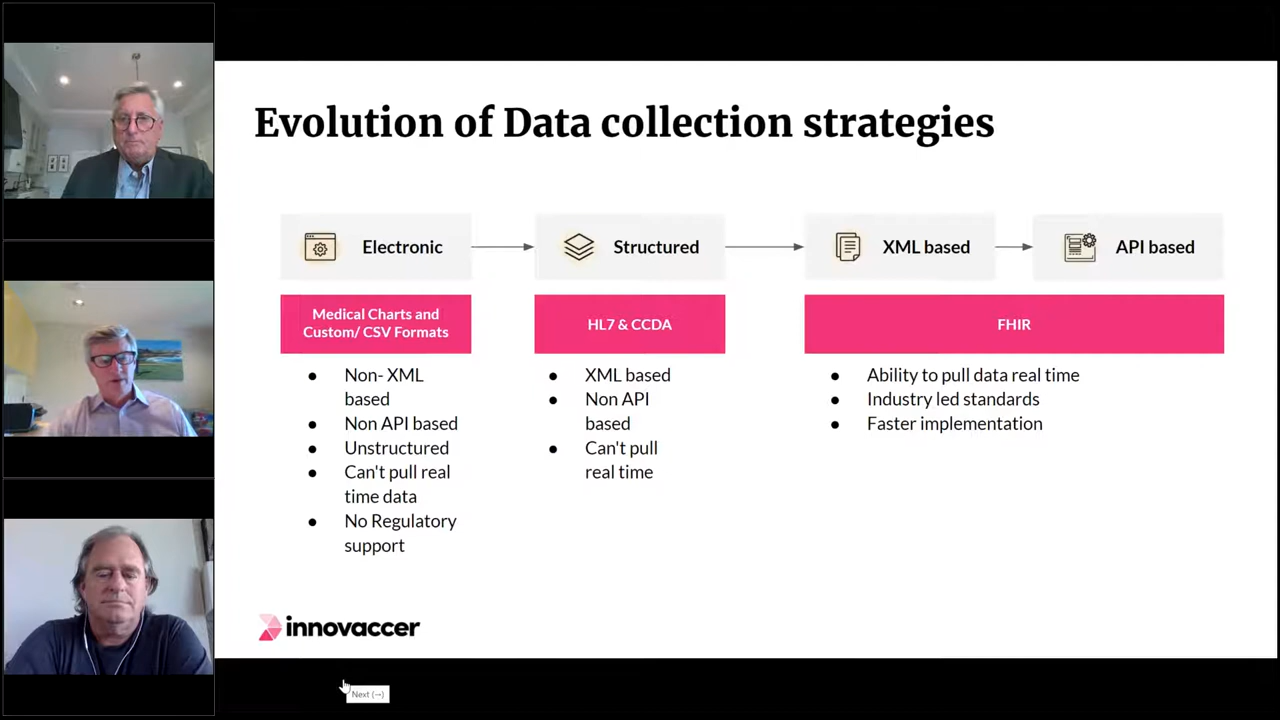 Evolution of Data collection strategies
Electronic
Structured
XML based
API based
Medical Charts and
Custom/ CSV Formats
HL7 & CCDA
FHIR
● Non- XML
based
● Non API based
● Unstructured
● Can't pull real
time data
● No Regulatory
support
● XML based
● Non API
based
● Can't pull
real time
● Ability to pull data real time
● Industry led standards
● Faster implementation
innovaccer
Next (→)